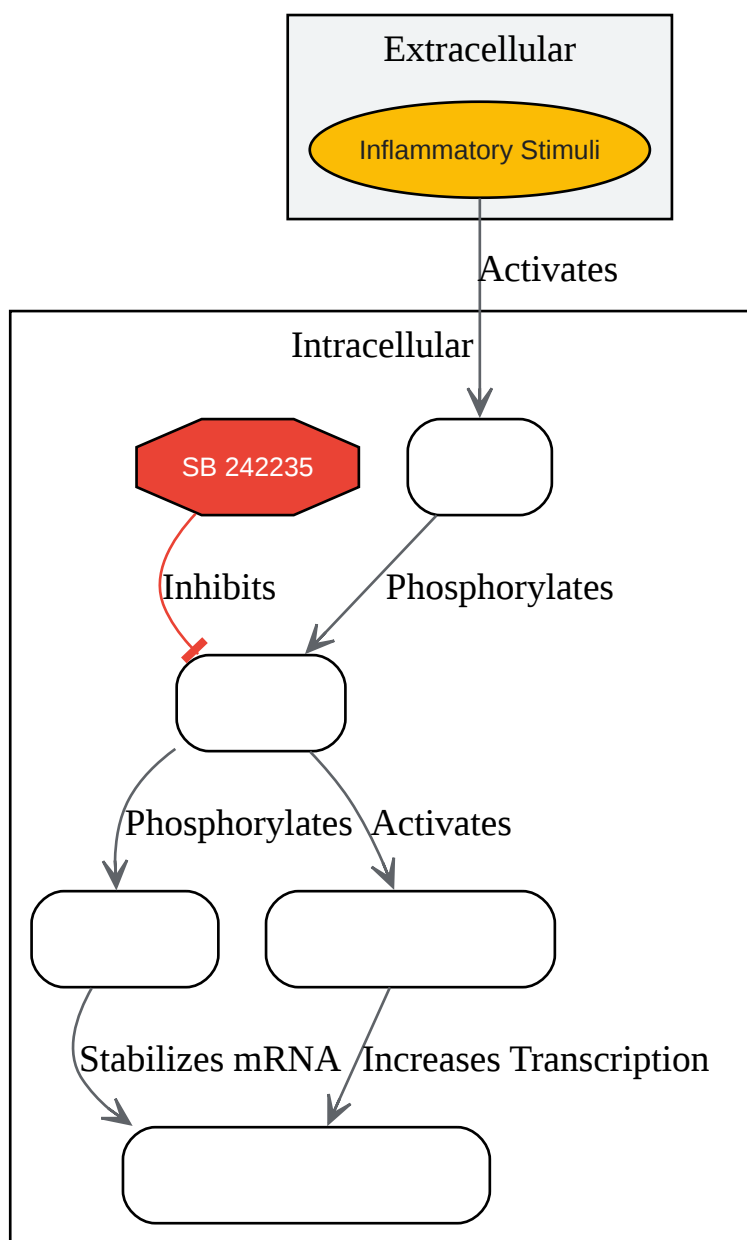 Extracellular
Inflammatory Stimuli
Activates
Intracellular
SB 242235
Inhibits
Phosphorylates
Phosphorylates
Activates
Stabilizes mRNA
Increases Transcription